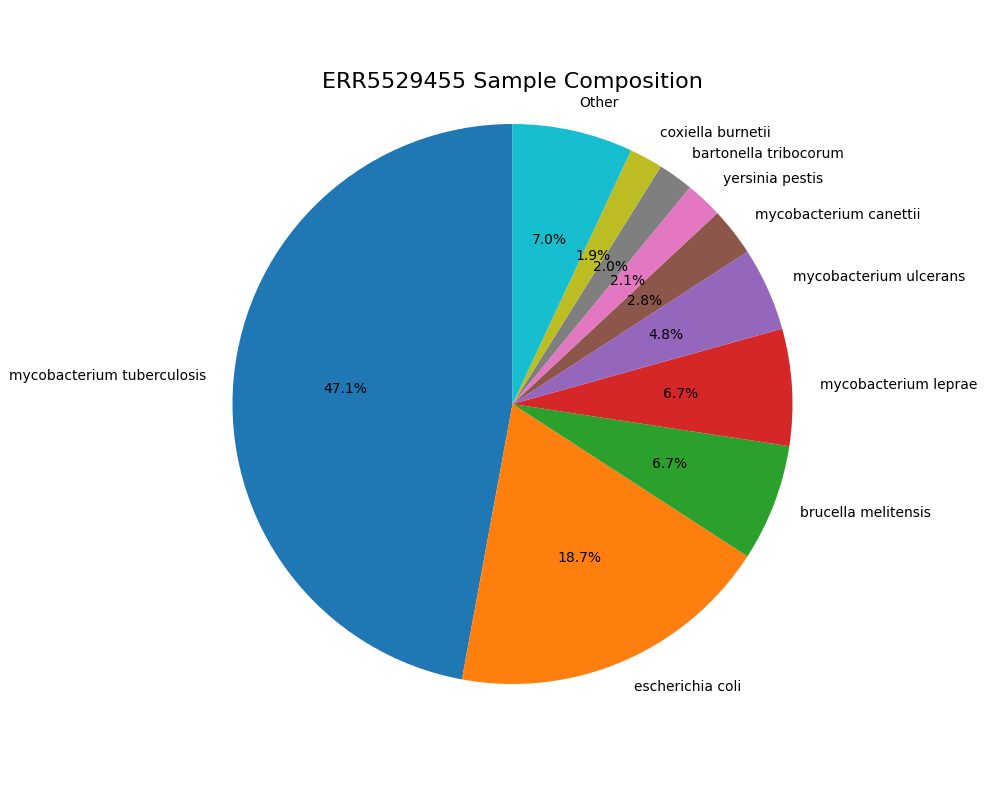 ERR5529455 Sample Composition
Other
coxiella burnetii
bartonella tribocorum
yersinia pestis
mycobacterium canettii
mycobacterium ulcerans
mycobacterium leprae
brucella melitensis
escherichia coli
mycobacterium tuberculosis
7.0%
1.9%
2.0%
2.1%
2.8%
4.8%
6.7%
6.7%
18.7%
47.1%